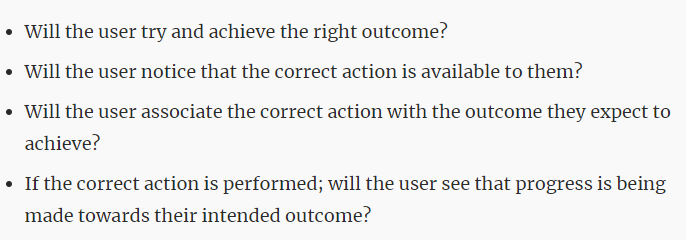 • Will the user try and achieve the right outcome?
• Will the user notice that the correct action is available to them?
• Will the user associate the correct action with the outcome they expect to
achieve?
• If the correct action is performed; will the user see that progress is being
made towards their intended outcome?